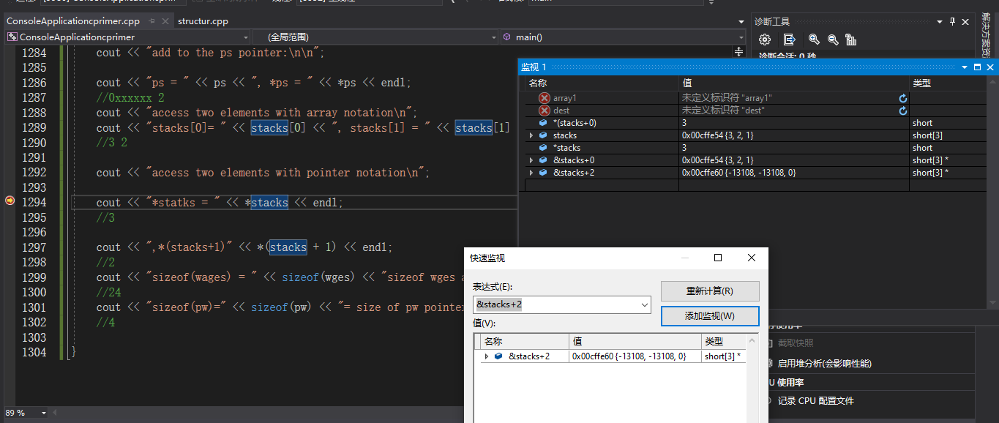 ConsoleApplicationcprimer.cpp
structur.cpp
ConsoleApplicationcprimer
(全局范围)
main()
1284 cout << "add to the ps pointer:\n\n";
1285
1286 cout << "ps = " << ps << ", *ps = " << *ps << endl;
1287 //0xxxxxx 2
1288 cout << "access two elements with array notation\n";
1289 cout << "stacks[0]= " << stacks[0] << ", stacks[1] = " << stacks[1]
1290 //3 2
1291
1292 cout << "access two elements with pointer notation\n";
1293
1294 cout << "*statks = " << *stacks << endl;
1295 //3
1296
1297 cout << ",*(stacks+1)" << *(stacks + 1) << endl;
1298 //2
1299 cout << "sizeof(wages) = " << sizeof(wges) << "sizeof wges a
1300 //24
1301 cout << "sizeof(pw)=" << sizeof(pw) << "= size of pw pointer
1302 //4
1303
1304 }
89 %
诊断工具
诊断会话: 0 秒
解决方案资
监视 1
名称 值 类型
array1 未定义标识符 "array1"
dest 未定义标识符 "dest"
*(stacks+0) 3 short
stacks 0x00cffe54 {3, 2, 1} short[3]
*stacks 3 short
&stacks+0 0x00cffe54 {3, 2, 1} short[3] *
&stacks+2 0x00cffe60 {-13108, -13108, 0} short[3] *
快速监视
表达式(E):
&stacks+2
重新计算(R)
添加监视(W)
值(V):
名称 值 类型
&stacks+2 0x00cffe60 {-13108, -13108, 0} short[3] *
截取快照
启用堆分析(会影响性能)
U 使用率
记录 CPU 配置文件